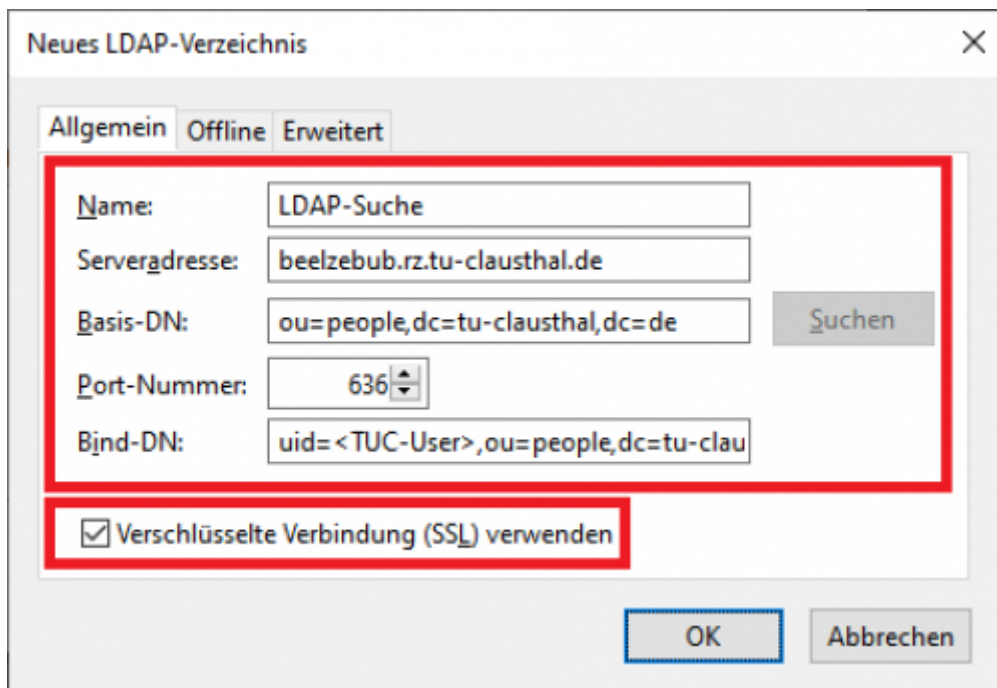 Neues LDAP-Verzeichnis
Allgemein Offline Erweitert
Name: LDAP-Suche
Serveradresse: beelzebub.rz.tu-clausthal.de
Basis-DN: ou=people,dc=tu-clausthal,dc=de Suchen
Port-Nummer: 636
Bind-DN: uid=<TUC-User>,ou=people,dc=tu-clau
Verschlüsselte Verbindung (SSL) verwenden
OK Abbrechen